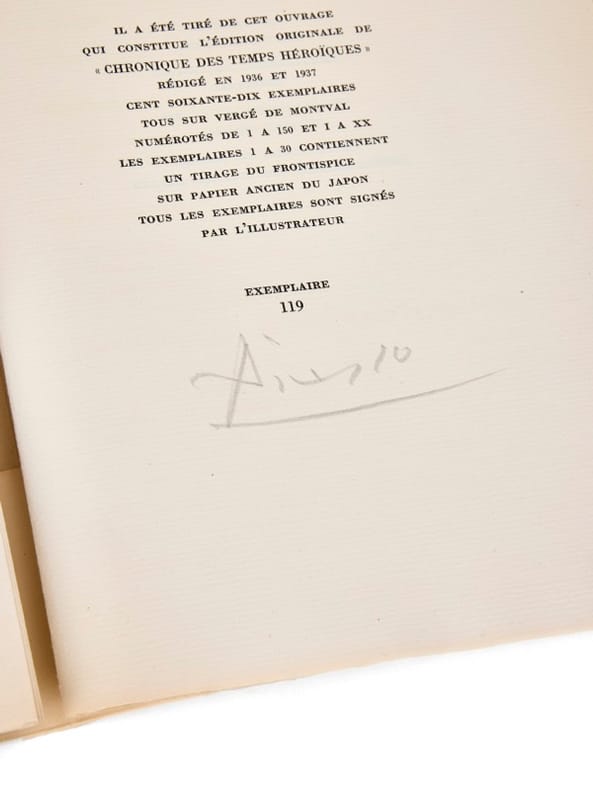 IL A ÉTÉ TIRÉ DE CET OUVRAGE
QUI CONSTITUE L'ÉDITION ORIGINALE DE
« CHRONIQUE DES TEMPS HÉROÏQUES »
RÉDIGÉ EN 1936 ET 1937
CENT SOIXANTE-DIX EXEMPLAIRES
TOUS SUR VERGÉ DE MONTVAL
NUMÉROTÉS DE 1 A 150 ET I A XX
LES EXEMPLAIRES 1 A 30 CONTIENNENT
UN TIRAGE DU FRONTISPICE
SUR PAPIER ANCIEN DU JAPON
TOUS LES EXEMPLAIRES SONT SIGNÉS
PAR L'ILLUSTRATEUR
EXEMPLAIRE
119
Picasso